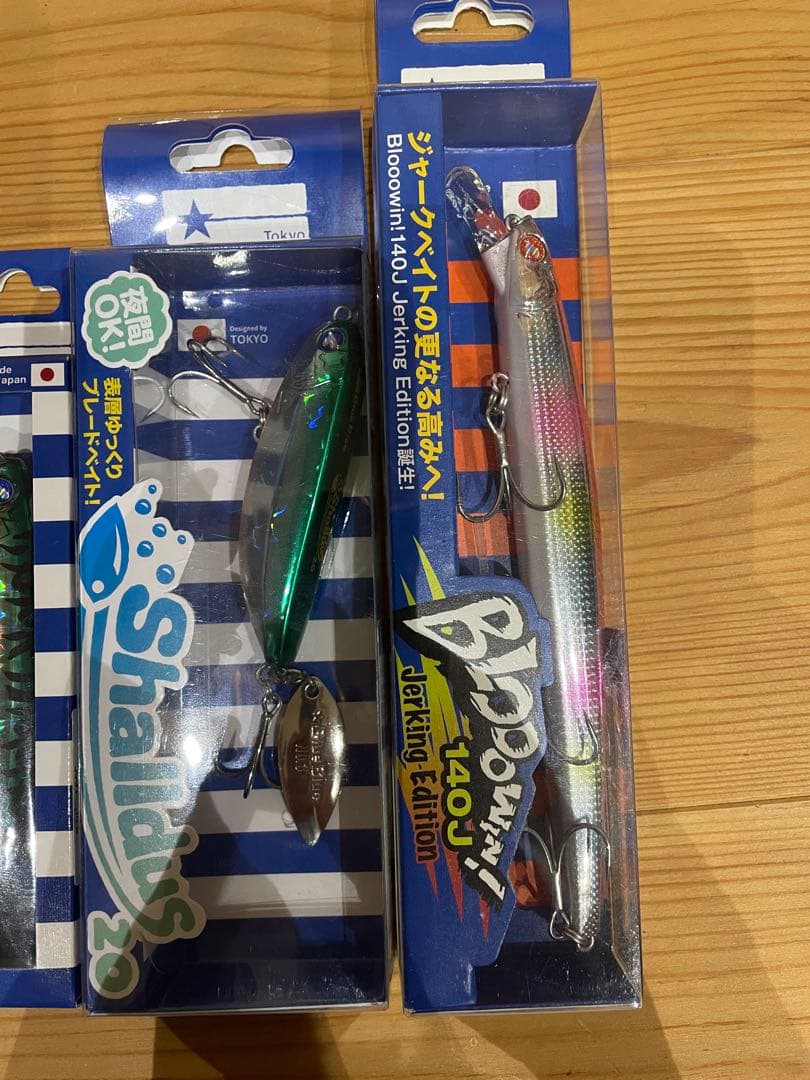 Tokyo
夜間
OK!
Designed by
TOKYO
表層ゆっくり
ブレードベイト!
Shalldus
20
ジャークベイトの更なる高みへ!
Blooowin!140J Jerking Edition誕生!
BlOOOWiN!
140J
Jerking-Edition
BlueBlue